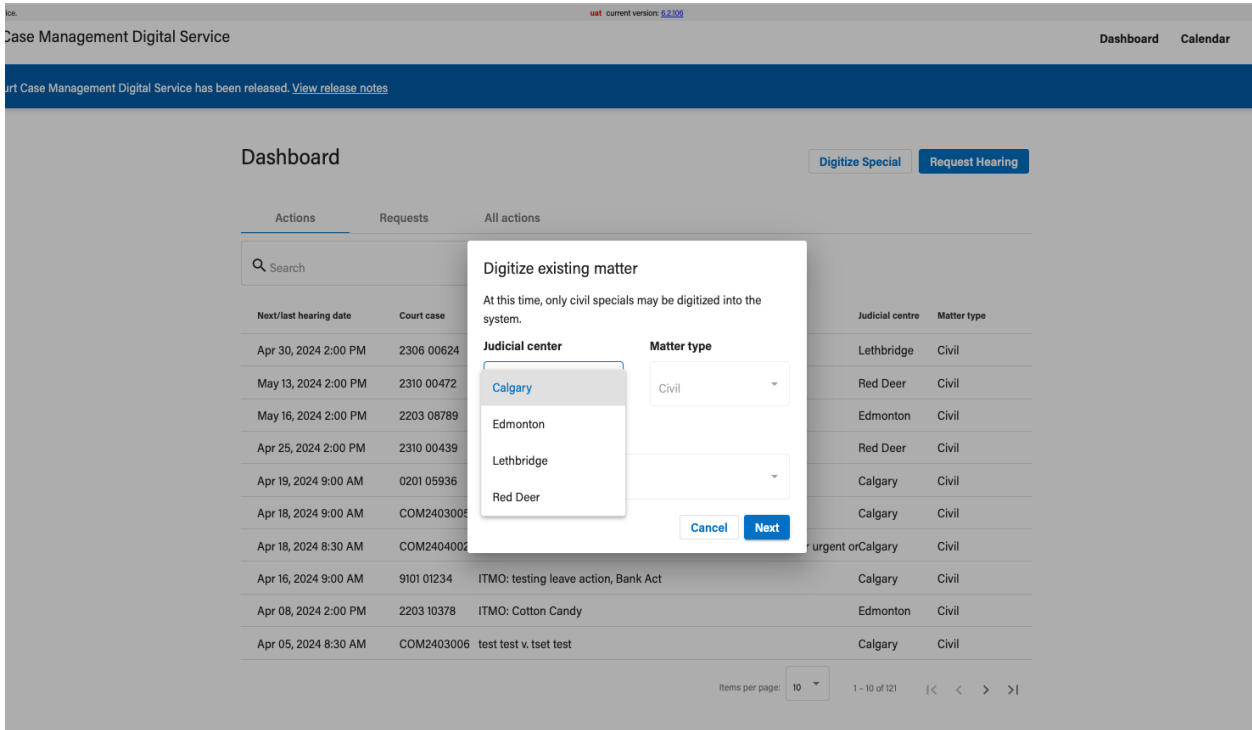 ice.
uat current version: 6.2.106
Case Management Digital Service
Dashboard Calendar
urt Case Management Digital Service has been released. View release notes
Dashboard
Digitize Special Request Hearing
Actions Requests All actions
Search
Digitize existing matter
At this time, only civil specials may be digitized into the
system.
Judicial center Matter type
Calgary
Civil
Edmonton
Lethbridge
Red Deer
Cancel Next
Next/last hearing date Court case Judicial centre Matter type
Apr 30, 2024 2:00 PM 2306 00624 Lethbridge Civil
May 13, 2024 2:00 PM 2310 00472 Red Deer Civil
May 16, 2024 2:00 PM 2203 08789 Edmonton Civil
Apr 25, 2024 2:00 PM 2310 00439 Red Deer Civil
Apr 19, 2024 9:00 AM 0201 05936 Calgary Civil
Apr 18, 2024 9:00 AM COM2403005 Calgary Civil
Apr 18, 2024 8:30 AM COM2404002 urgent or Calgary Civil
Apr 16, 2024 9:00 AM 9101 01234 ITMO: testing leave action, Bank Act Calgary Civil
Apr 08, 2024 2:00 PM 2203 10378 ITMO: Cotton Candy Edmonton Civil
Apr 05, 2024 8:30 AM COM2403006 test test v. tset test Calgary Civil
Items per page: 10 1 – 10 of 121